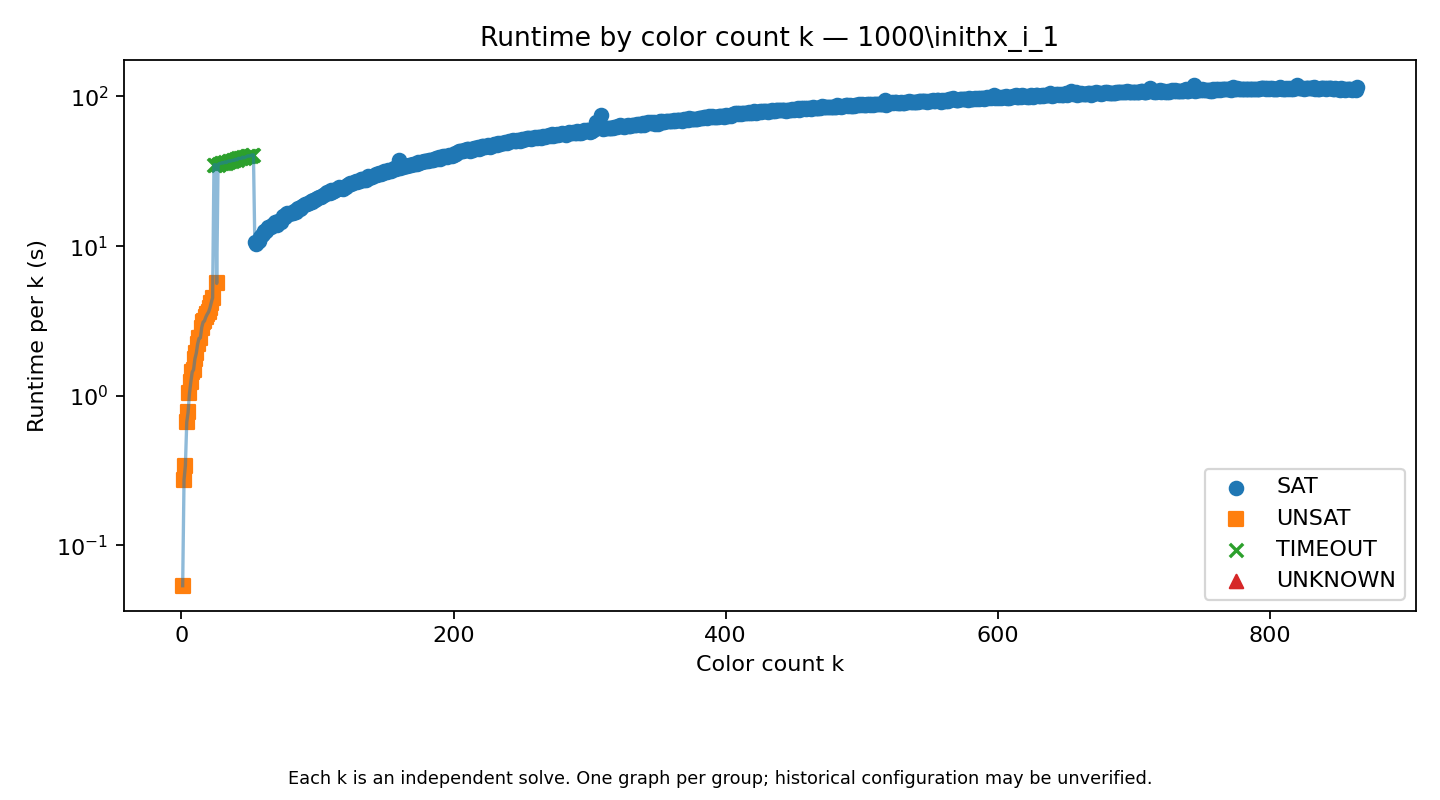 Runtime by color count k — 1000\inithx_i_1
Runtime per k (s)
10²
10¹
10⁰
10⁻¹
0 200 400 600 800
Color count k
SAT
UNSAT
TIMEOUT
UNKNOWN
Each k is an independent solve. One graph per group; historical configuration may be unverified.